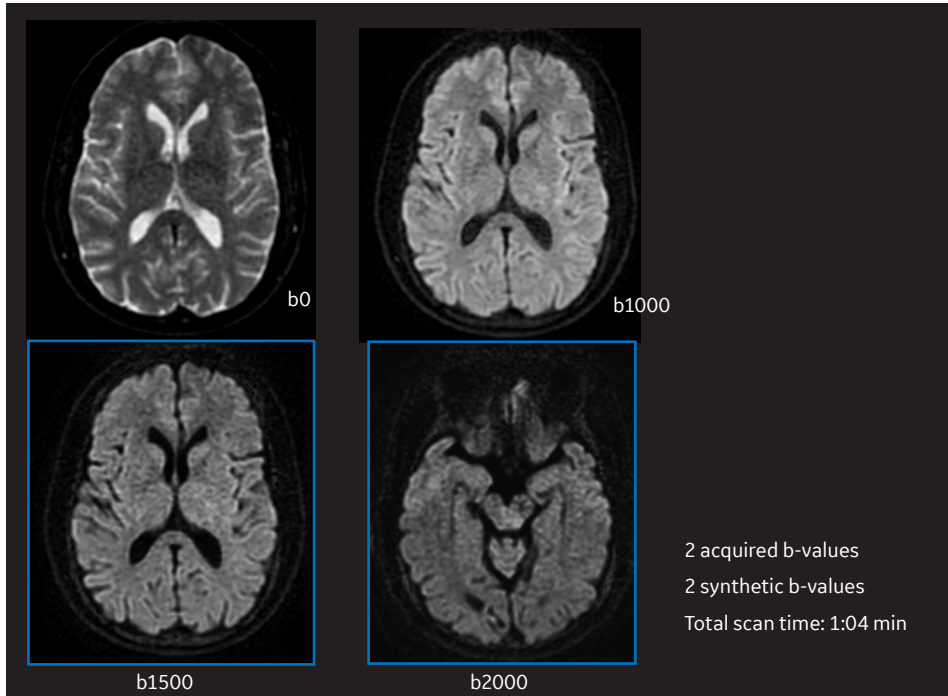 b0
b1000
b1500
b2000
2 acquired b-values
2 synthetic b-values
Total scan time: 1:04 min